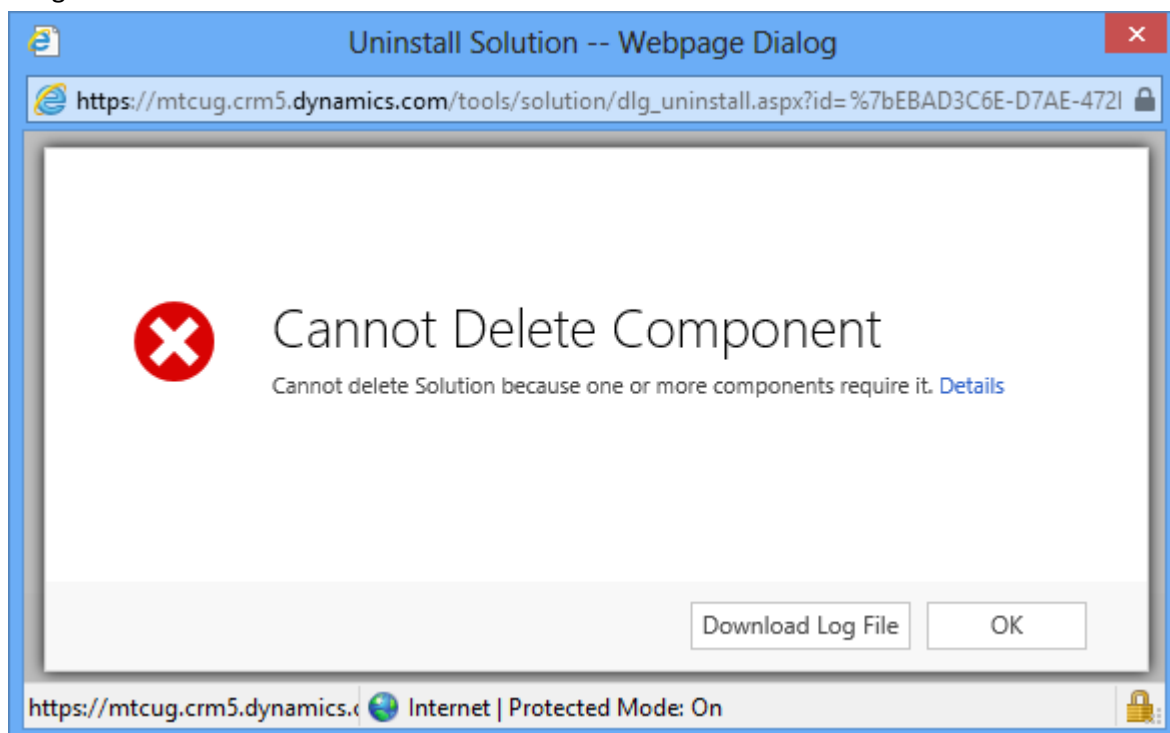 Uninstall Solution -- Webpage Dialog
https://mtcug.crm5.dynamics.com/tools/solution/dlg_uninstall.aspx?id=%7bEBAD3C6E-D7AE-472
Cannot Delete Component
Cannot delete Solution because one or more components require it. Details
Download Log File OK
https://mtcug.crm5.dynamics. Internet | Protected Mode: On